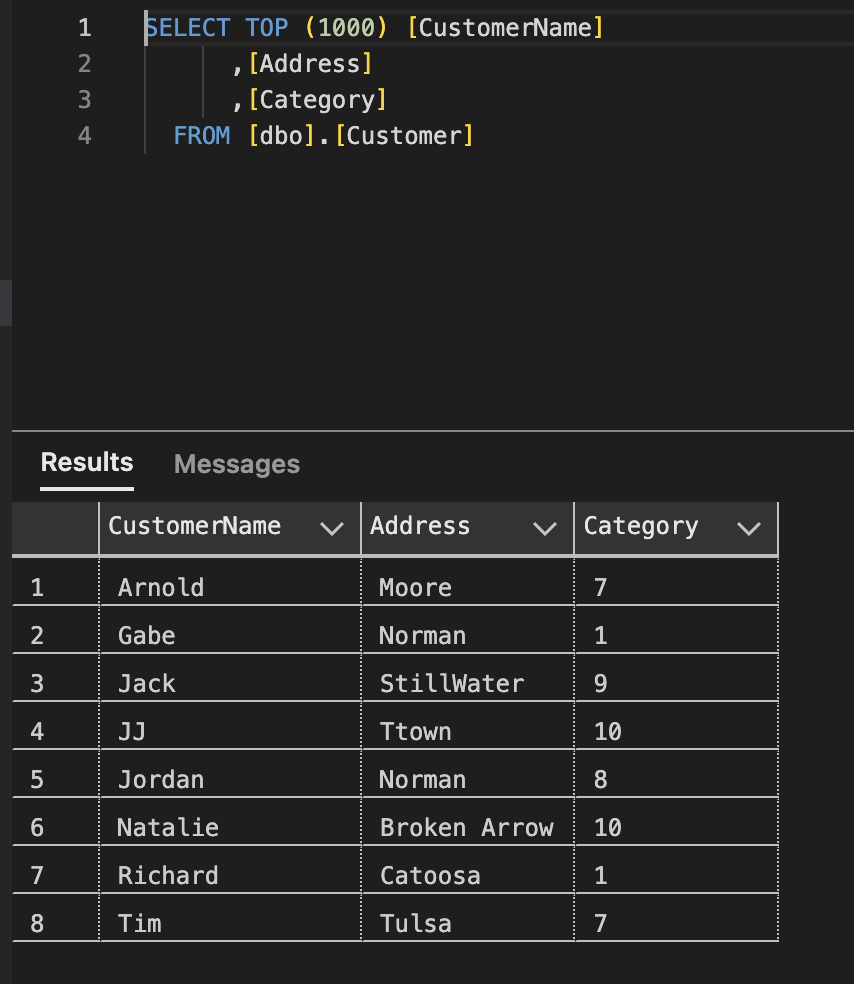 1 SELECT TOP (1000) [CustomerName]
2 ,[Address]
3 ,[Category]
4 FROM [dbo].[Customer]
Results Messages
CustomerName Address Category
1 Arnold Moore 7
2 Gabe Norman 1
3 Jack StillWater 9
4 JJ Ttown 10
5 Jordan Norman 8
6 Natalie Broken Arrow 10
7 Richard Catoosa 1
8 Tim Tulsa 7